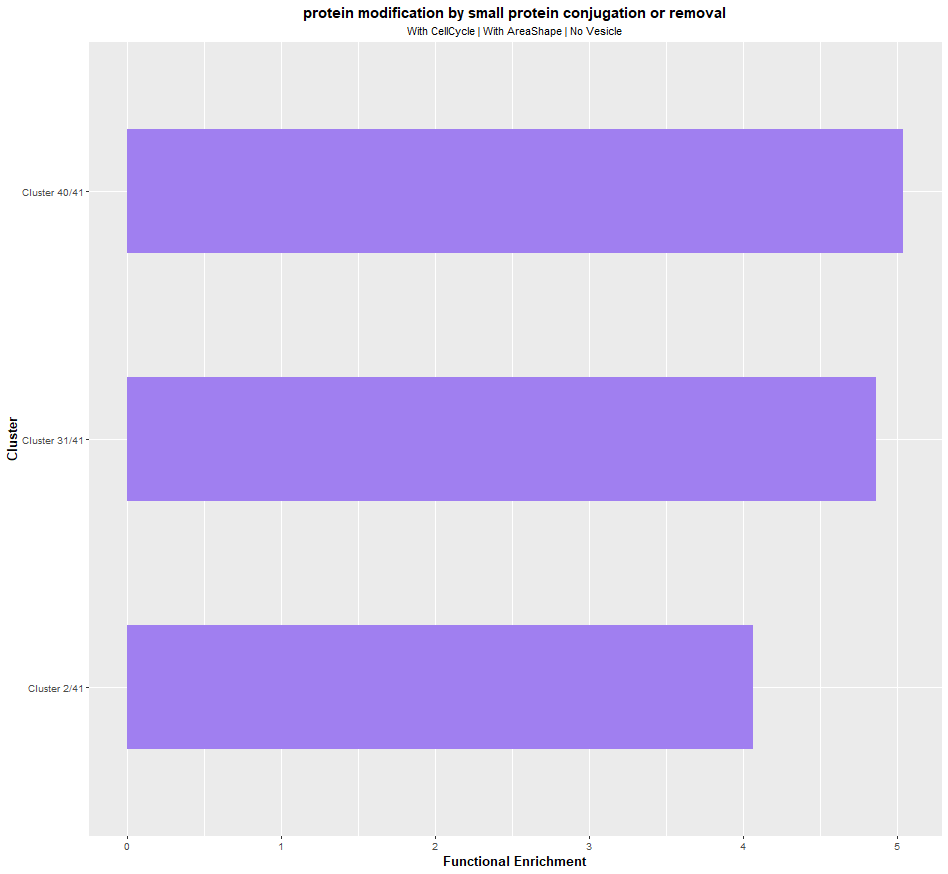 protein modification by small protein conjugation or removal
With CellCycle | With AreaShape | No Vesicle
Cluster 40/41
Cluster 31/41
Cluster 2/41
Cluster
0 1 2 3 4 5
Functional Enrichment